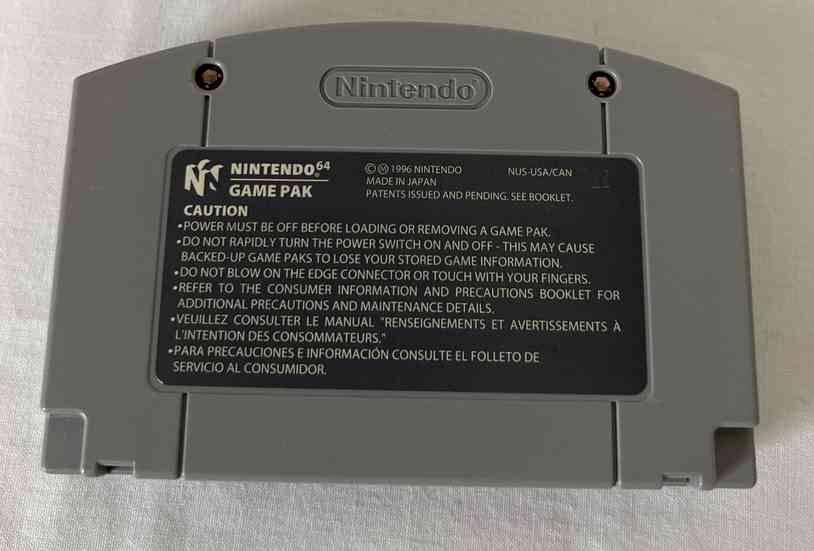 Nintendo®
NINTENDO®64
GAME PAK
©Ⓜ 1996 NINTENDO NUS-USA/CAN
MADE IN JAPAN
PATENTS ISSUED AND PENDING. SEE BOOKLET.
CAUTION
•POWER MUST BE OFF BEFORE LOADING OR REMOVING A GAME PAK.
•DO NOT RAPIDLY TURN THE POWER SWITCH ON AND OFF - THIS MAY CAUSE
BACKED-UP GAME PAKS TO LOSE YOUR STORED GAME INFORMATION.
•DO NOT BLOW ON THE EDGE CONNECTOR OR TOUCH WITH YOUR FINGERS.
•REFER TO THE CONSUMER INFORMATION AND PRECAUTIONS BOOKLET FOR
ADDITIONAL PRECAUTIONS AND MAINTENANCE DETAILS.
•VEUILLEZ CONSULTER LE MANUAL "RENSEIGNEMENTS ET AVERTISSEMENTS À
L'INTENTION DES CONSOMMATEURS."
•PARA PRECAUCIONES E INFORMACIÓN CONSULTE EL FOLLETO DE
SERVICIO AL CONSUMIDOR.